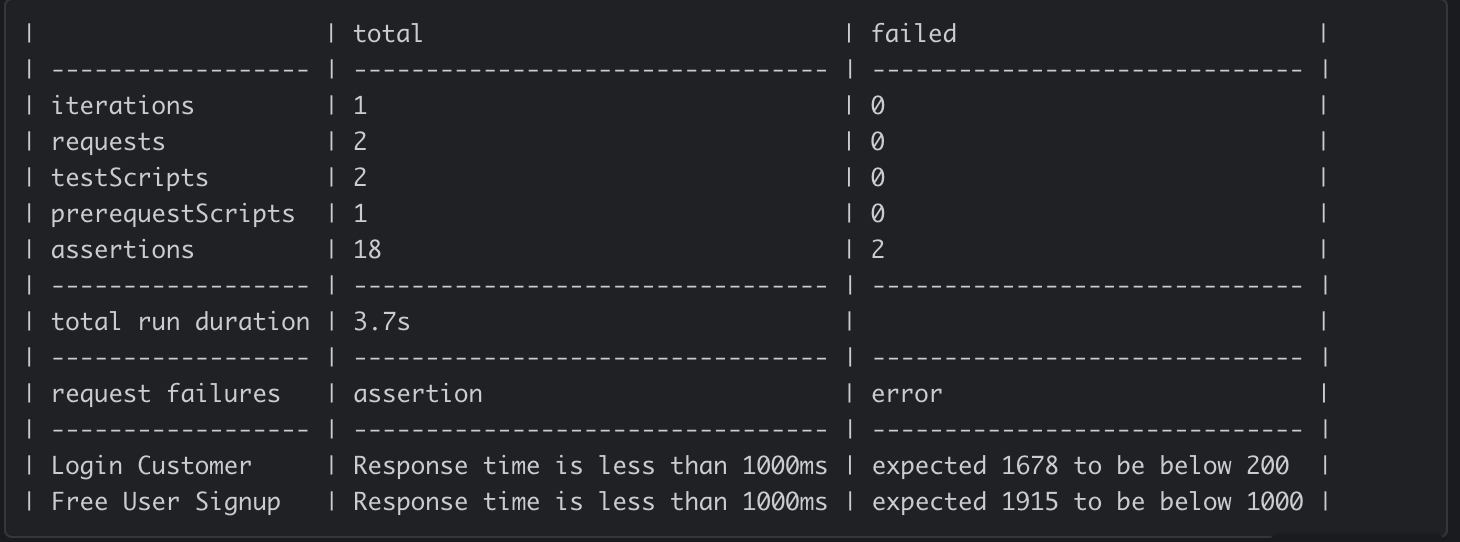 |                    | total                             | failed                         |
| ------------------ | --------------------------------- | ------------------------------ |
| iterations         | 1                                 | 0                              |
| requests           | 2                                 | 0                              |
| testScripts        | 2                                 | 0                              |
| prerequestScripts  | 1                                 | 0                              |
| assertions         | 18                                | 2                              |
| ------------------ | --------------------------------- | ------------------------------ |
| total run duration | 3.7s                              |                                |
| ------------------ | --------------------------------- | ------------------------------ |
| request failures   | assertion                         | error                          |
| ------------------ | --------------------------------- | ------------------------------ |
| Login Customer     | Response time is less than 1000ms | expected 1678 to be below 200  |
| Free User Signup   | Response time is less than 1000ms | expected 1915 to be below 1000 |